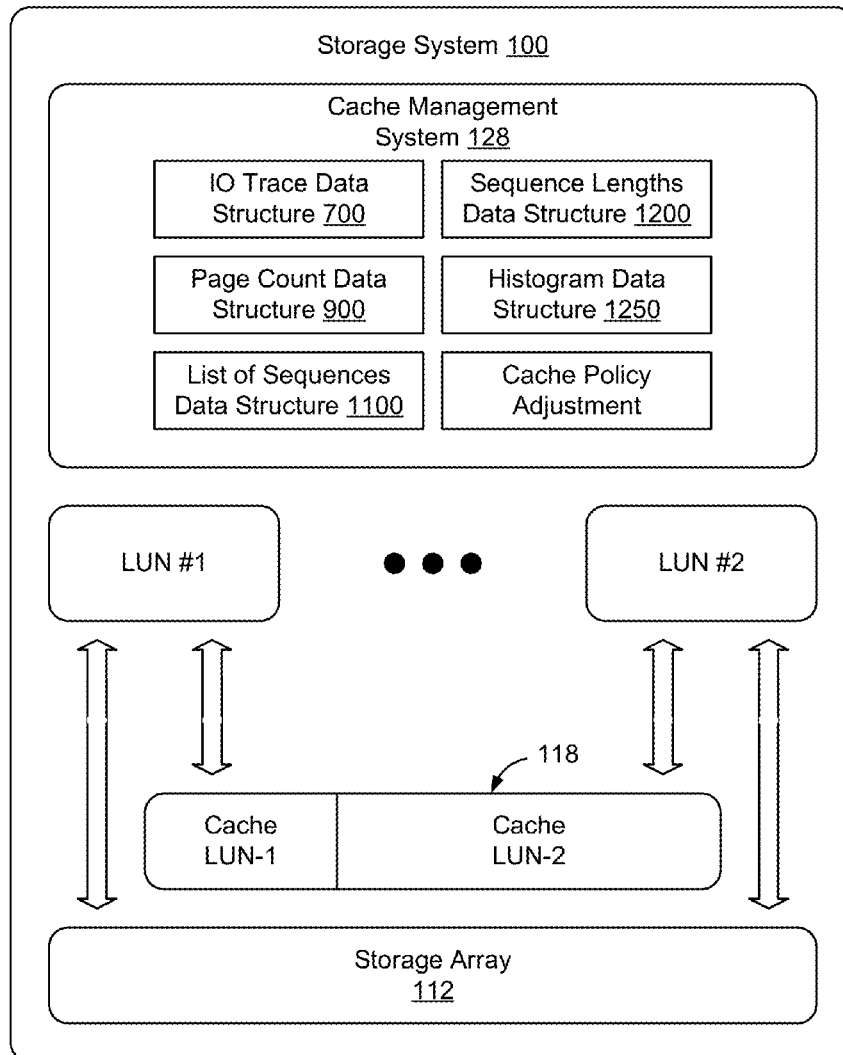 Storage System 100
Cache Management
System 128
IO Trace Data
Structure 700
Sequence Lengths
Data Structure 1200
Page Count Data
Structure 900
Histogram Data
Structure 1250
List of Sequences
Data Structure 1100
Cache Policy
Adjustment
LUN #1
LUN #2
118
Cache
LUN-1
Cache
LUN-2
Storage Array
112